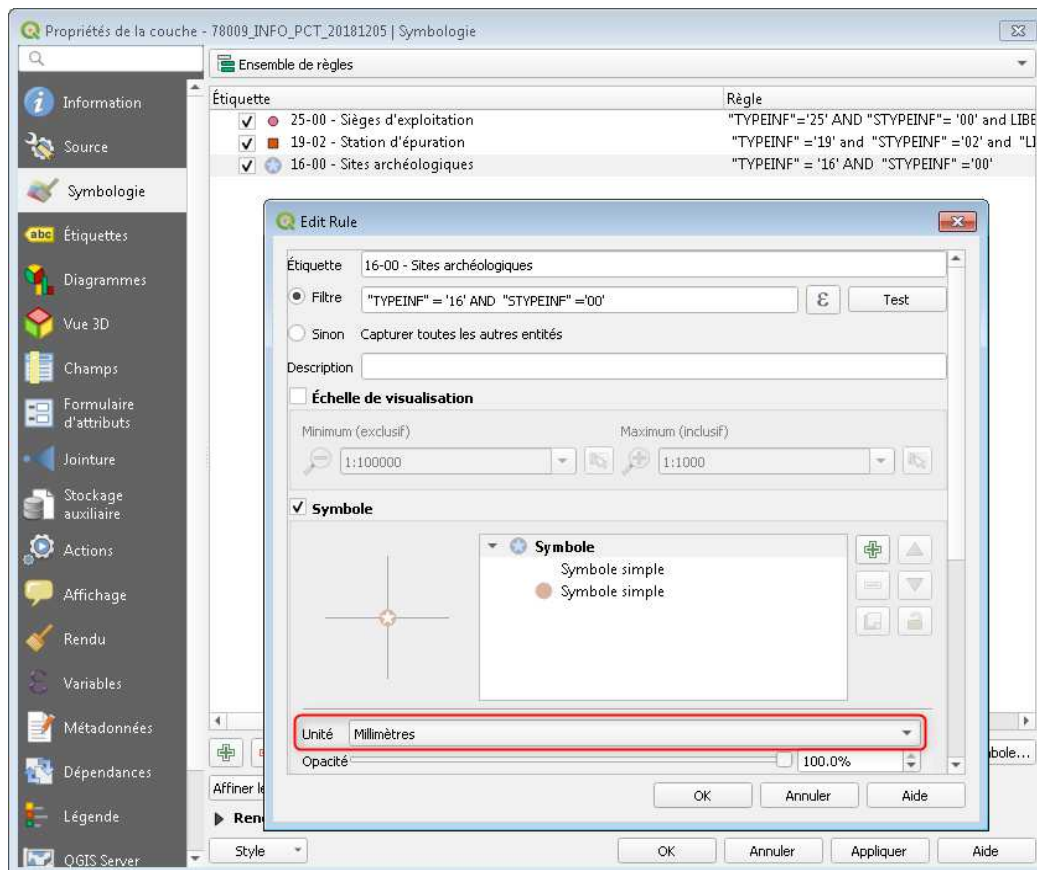 Propriétés de la couche - 78009_INFO_PCT_20181205 | Symbologie
Ensemble de règles
Information
Source
Symbologie
abc Étiquettes
Diagrammes
Vue 3D
Champs
Formulaire
d'attributs
Jointure
Stockage
auxiliaire
Actions
Affichage
Rendu
Variables
Métadonnées
Dépendances
Légende
QGIS Server
Étiquette Règle
25-00 - Sièges d'exploitation "TYPEINF"='25' AND "STYPEINF"= '00' and LIBE
19-02 - Station d'épuration "TYPEINF" ='19' and "STYPEINF" ='02' and "LI
16-00 - Sites archéologiques "TYPEINF" = '16' AND "STYPEINF" ='00'
Edit Rule
Étiquette 16-00 - Sites archéologiques
Filtre "TYPEINF" = '16' AND "STYPEINF" ='00' ε Test
Sinon Capturer toutes les autres entités
Description
Échelle de visualisation
Minimum (exclusif) Maximum (inclusif)
1:100000 1:1000
Symbole
Symbole
Symbole simple
Symbole simple
Unité Millimètres
Opacité 100.0%
OK Annuler Aide
bole...
Affiner le
Ren
Style OK Annuler Appliquer Aide